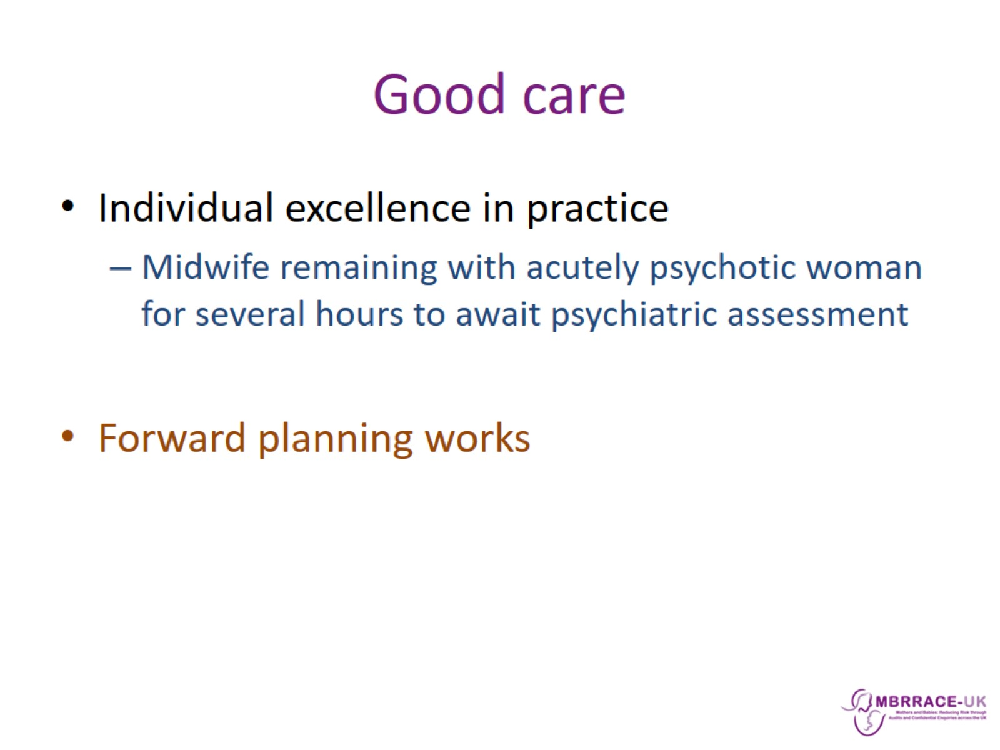 Good care
• Individual excellence in practice
– Midwife remaining with acutely psychotic woman
for several hours to await psychiatric assessment
• Forward planning works
MBRRACE-UK
Mothers and Babies: Reducing Risk through
Audits and Confidential Enquiries across the UK